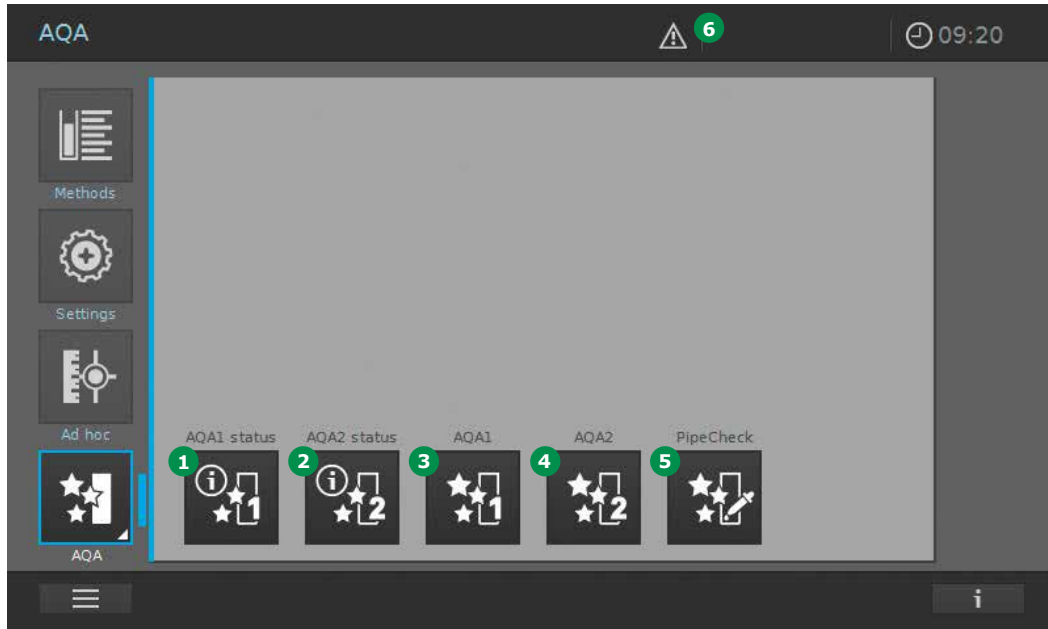 AQA
6
09:20
Methods
Settings
Ad hoc
AQA
AQA1 status
AQA2 status
AQA1
AQA2
PipeCheck
1
2
3
4
5
i
1
i
2
1
2
i